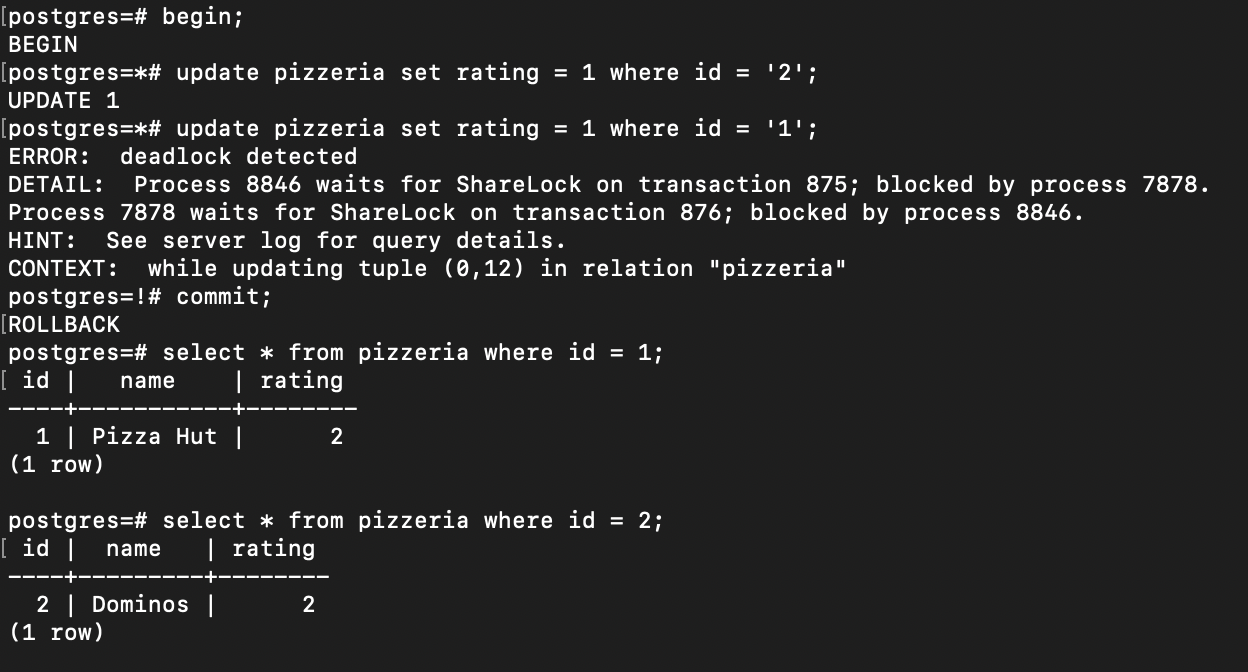 [postgres=# begin;
BEGIN
[postgres=*# update pizzeria set rating = 1 where id = '2';
UPDATE 1
[postgres=*# update pizzeria set rating = 1 where id = '1';
ERROR:  deadlock detected
DETAIL:  Process 8846 waits for ShareLock on transaction 875; blocked by process 7878.
Process 7878 waits for ShareLock on transaction 876; blocked by process 8846.
HINT:  See server log for query details.
CONTEXT:  while updating tuple (0,12) in relation "pizzeria"
postgres=!# commit;
[ROLLBACK
postgres=# select * from pizzeria where id = 1;
[ id |   name    | rating
----+-----------+--------
  1 | Pizza Hut |      2
(1 row)

postgres=# select * from pizzeria where id = 2;
[ id |  name   | rating
----+---------+--------
  2 | Dominos |      2
(1 row)